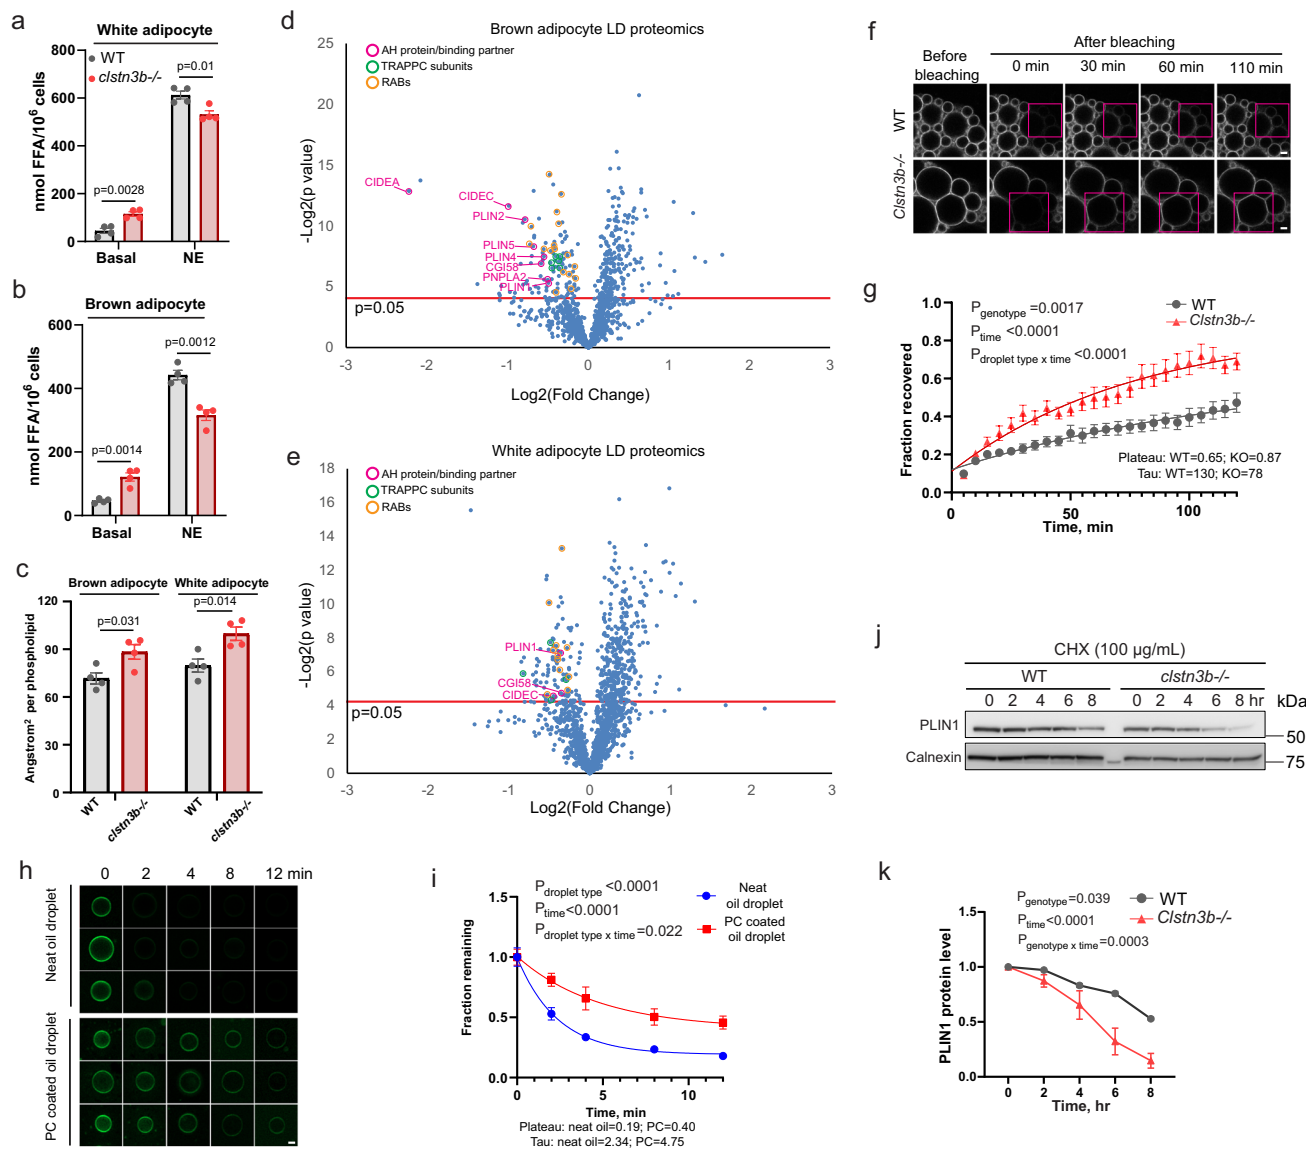 a
White adipocyte
WT
clstn3b-/-
p=0.01
p=0.0028
nmol FFA/10⁶ cells
800
600
400
200
0
Basal
NE
b
Brown adipocyte
p=0.0012
p=0.0014
nmol FFA/10⁶ cells
600
400
200
0
Basal
NE
c
Brown adipocyte
White adipocyte
p=0.031
p=0.014
Angstrom² per phospholipid
120
90
60
30
0
WT
clstn3b-/-
WT
clstn3b-/-
d
Brown adipocyte LD proteomics
AH protein/binding partner
TRAPPC subunits
RABs
CIDEA
CIDEC
PLIN2
PLIN5
PLIN4
CGI58
PNPLA2
PLIN1
p=0.05
-Log2(p value)
25
20
15
10
5
0
-3
-2
-1
0
1
2
3
Log2(Fold Change)
e
White adipocyte LD proteomics
AH protein/binding partner
TRAPPC subunits
RABs
PLIN1
CGI58
CIDEC
p=0.05
-Log2(p value)
18
16
14
12
10
8
6
4
2
0
-3
-2
-1
0
1
2
3
Log2(Fold Change)
f
Before
bleaching
After bleaching
0 min
30 min
60 min
110 min
WT
Clstn3b-/-
g
P genotype =0.0017
P time <0.0001
P droplet type x time <0.0001
WT
Clstn3b-/-
Fraction recovered
1.0
0.8
0.6
0.4
0.2
0.0
Plateau: WT=0.65; KO=0.87
Tau: WT=130; KO=78
0
50
100
Time, min
h
0
2
4
8
12 min
Neat oil droplet
PC coated oil droplet
i
P droplet type <0.0001
P time <0.0001
P droplet type x time =0.022
Neat
oil droplet
PC coated
oil droplet
Fraction remaining
1.5
1.0
0.5
0.0
0
5
10
Time, min
Plateau: neat oil=0.19; PC=0.40
Tau: neat oil=2.34; PC=4.75
j
CHX (100 µg/mL)
WT
clstn3b-/-
0 2 4 6 8
0 2 4 6 8 hr
kDa
PLIN1
50
Calnexin
75
k
P genotype =0.039
P time <0.0001
P genotype x time =0.0003
WT
Clstn3b-/-
PLIN1 protein level
1.5
1.0
0.5
0.0
0
2
4
6
8
Time, hr